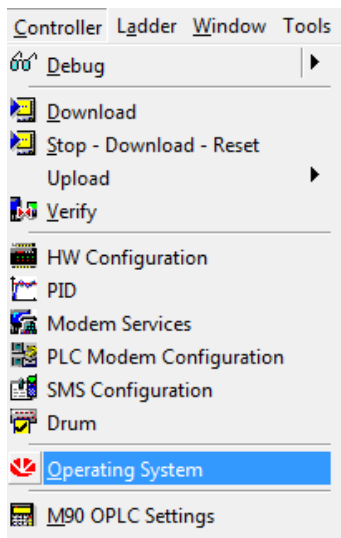 Controller Ladder Window Tools
Debug
Download
Stop - Download - Reset
Upload
Verify
HW Configuration
PID
Modem Services
PLC Modem Configuration
SMS Configuration
Drum
Operating System
M90 OPLC Settings